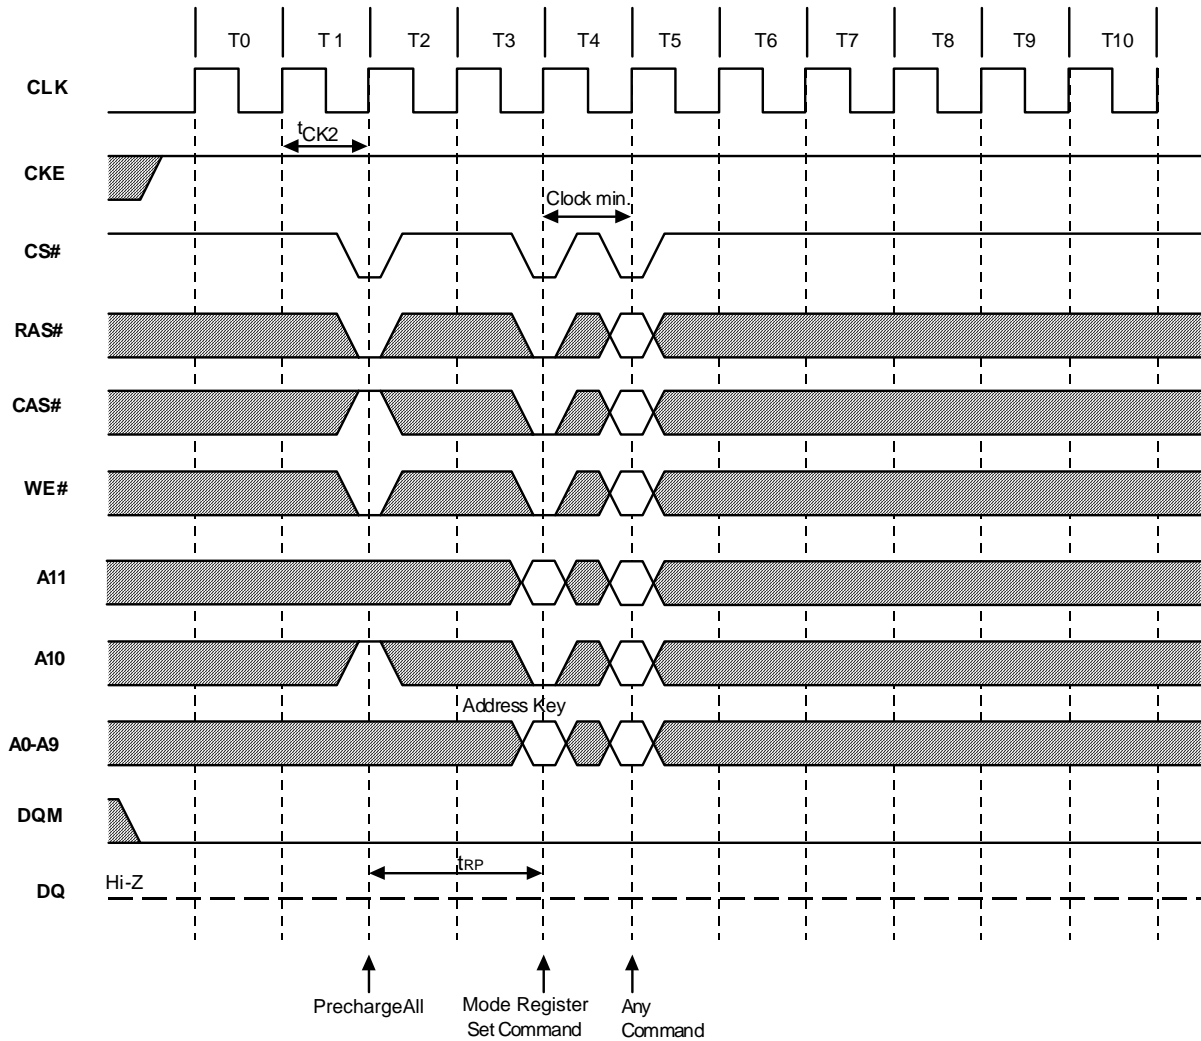 T0 T1 T2 T3 T4 T5 T6 T7 T8 T9 T10
CLK
tCK2
CKE
Clock min.
CS#
RAS#
CAS#
WE#
A11
A10
Address Key
A0-A9
DQM
tRP
Hi-Z
DQ
PrechargeAll
Mode Register
Set Command
Any
Command